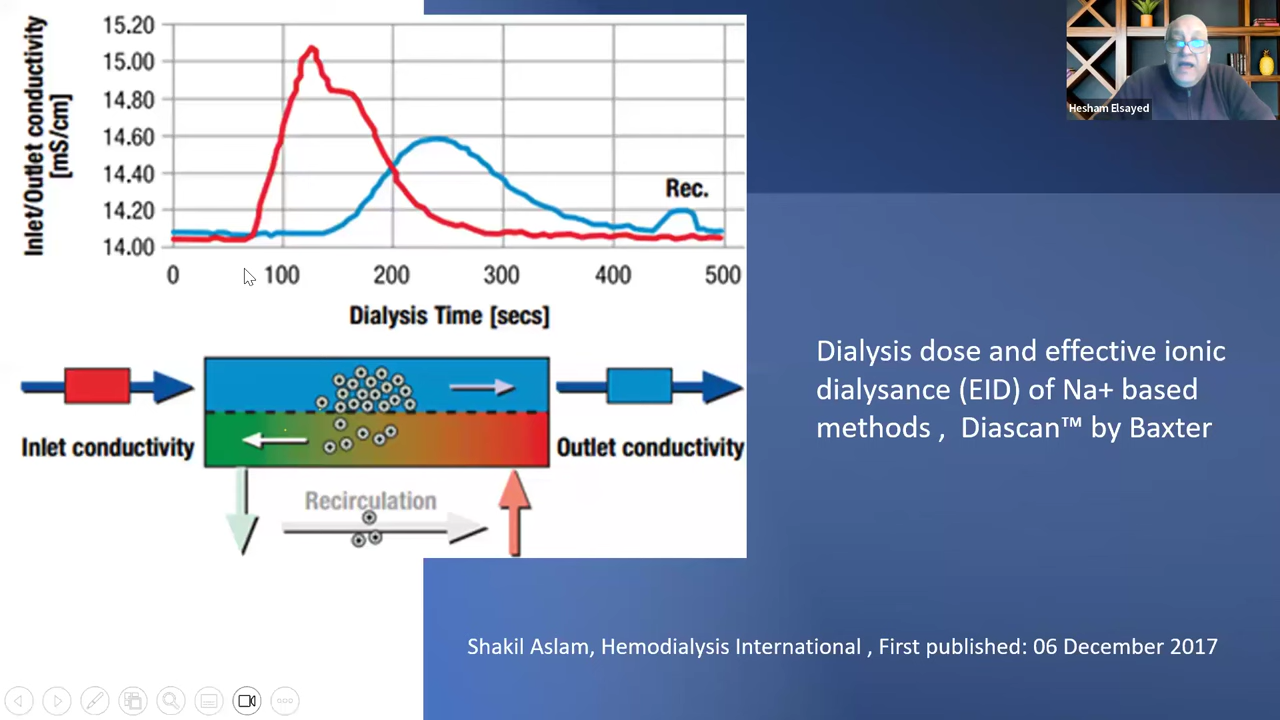 Inlet/Outlet conductivity
[mS/cm]
15.20
15.00
14.80
14.60
14.40
14.20
14.00
Rec.
0
100
200
300
400
500
Dialysis Time [secs]
Inlet conductivity
Outlet conductivity
Recirculation
Hesham Elsayed
Dialysis dose and effective ionic
dialysance (EID) of Na+ based
methods , Diascan™ by Baxter
Shakil Aslam, Hemodialysis International , First published: 06 December 2017